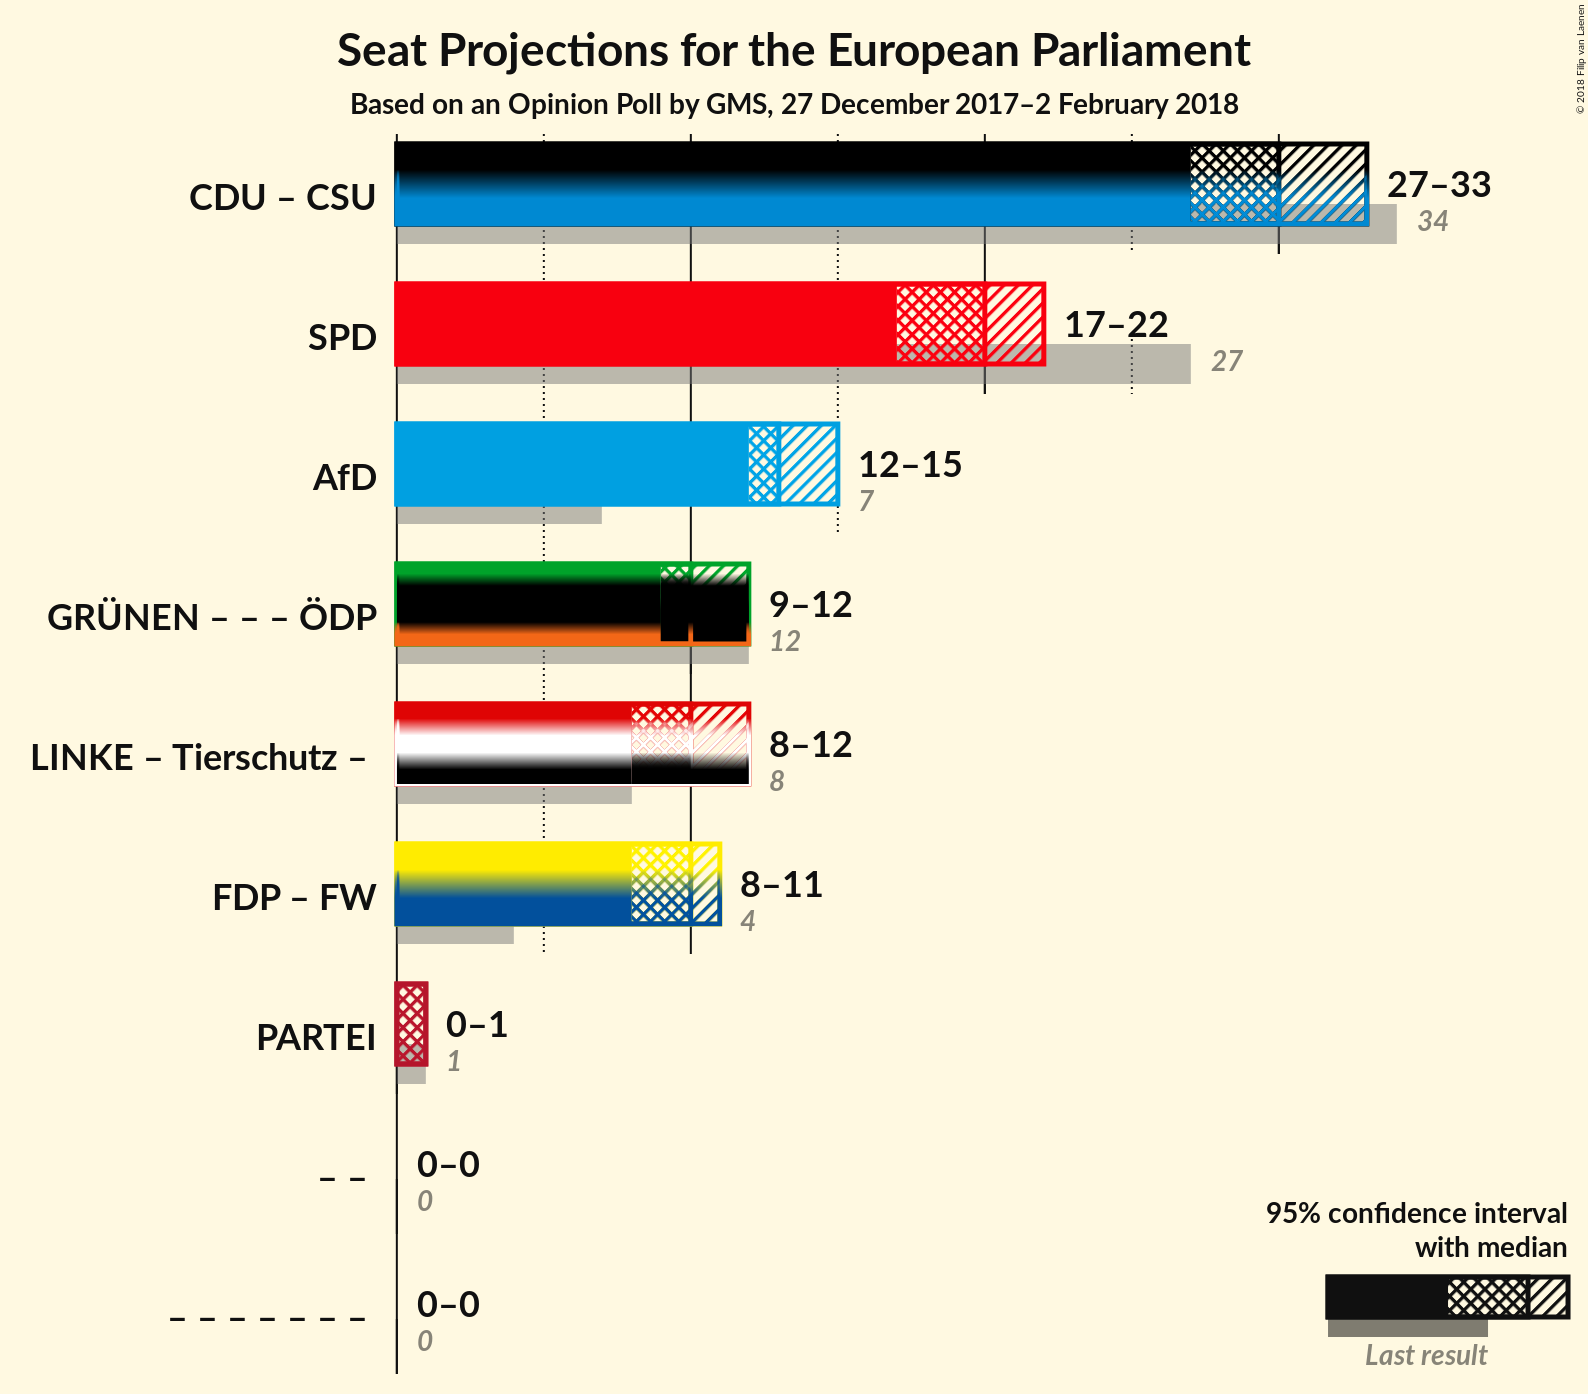 Seat Projections for the European Parliament
Based on an Opinion Poll by GMS, 27 December 2017–2 February 2018
© 2018 Filip van Laenen
CDU – CSU
27–33
34
SPD
17–22
27
AfD
12–15
7
GRÜNEN – – – ÖDP
9–12
12
LINKE – Tierschutz –
8–12
8
FDP – FW
8–11
4
PARTEI
0–1
1
– –
0–0
0
– – – – – – –
0–0
0
95% confidence interval
with median
Last result